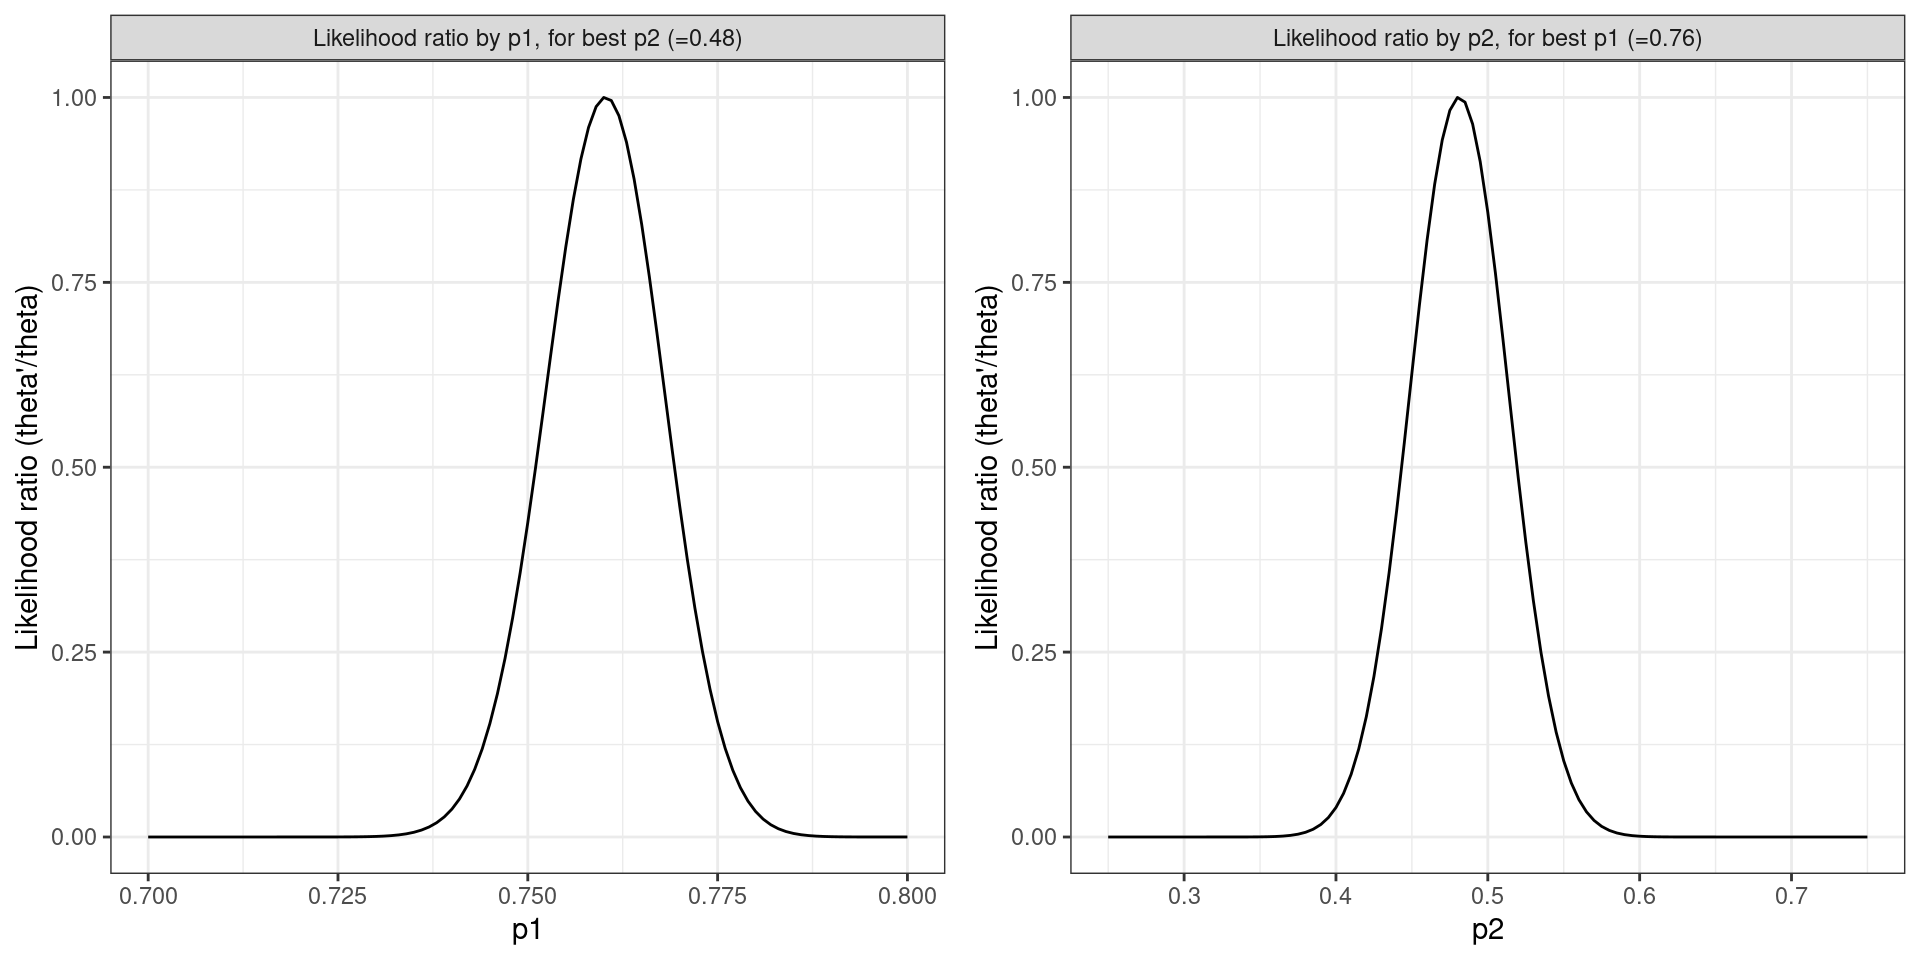 Likelihood ratio by p1, for best p2 (=0.48)
Likelihood ratio (theta'/theta)
1.00
0.75
0.50
0.25
0.00
0.700 0.725 0.750 0.775 0.800
p1
Likelihood ratio by p2, for best p1 (=0.76)
Likelihood ratio (theta'/theta)
1.00
0.75
0.50
0.25
0.00
0.3 0.4 0.5 0.6 0.7
p2